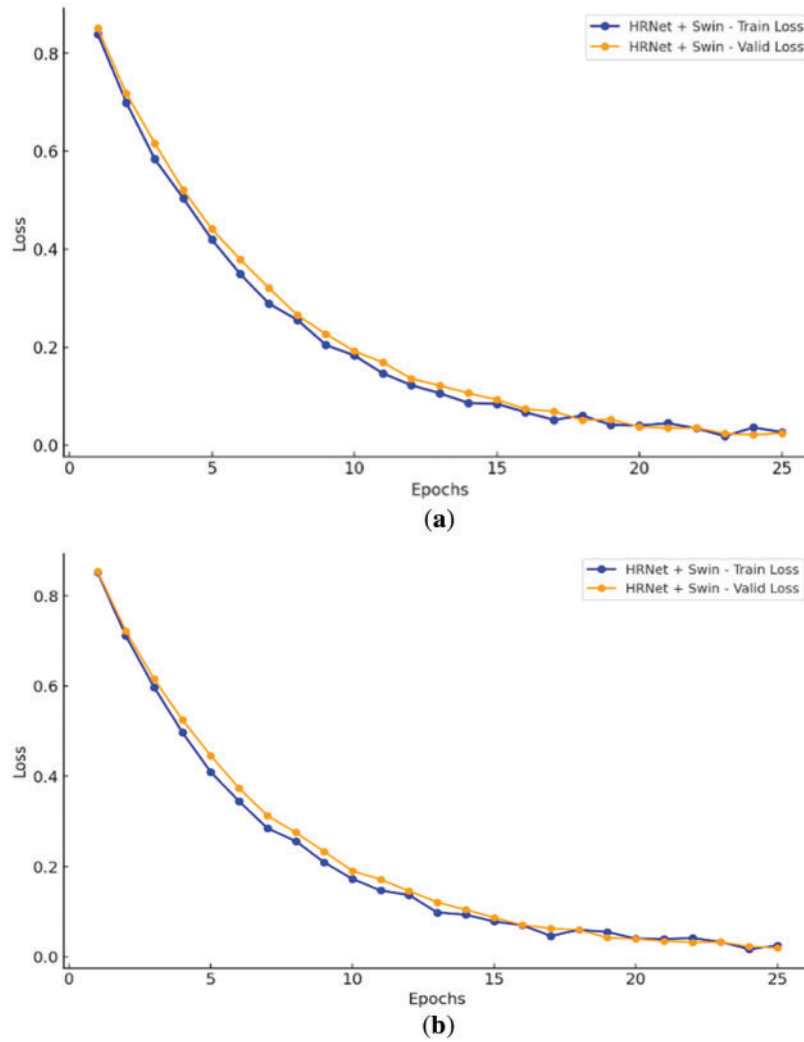 HRNet + Swin - Train Loss
HRNet + Swin - Valid Loss
0.8
0.6
0.4
0.2
0.0
Loss
0 5 10 15 20 25
Epochs
(a)
HRNet + Swin - Train Loss
HRNet + Swin - Valid Loss
0.8
0.6
0.4
0.2
0.0
Loss
0 5 10 15 20 25
Epochs
(b)